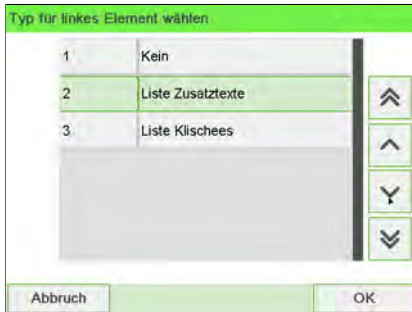 Typ für linkes Element wählen
1 Kein
2 Liste Zusatztexte
3 Liste Klischees
Abbruch OK